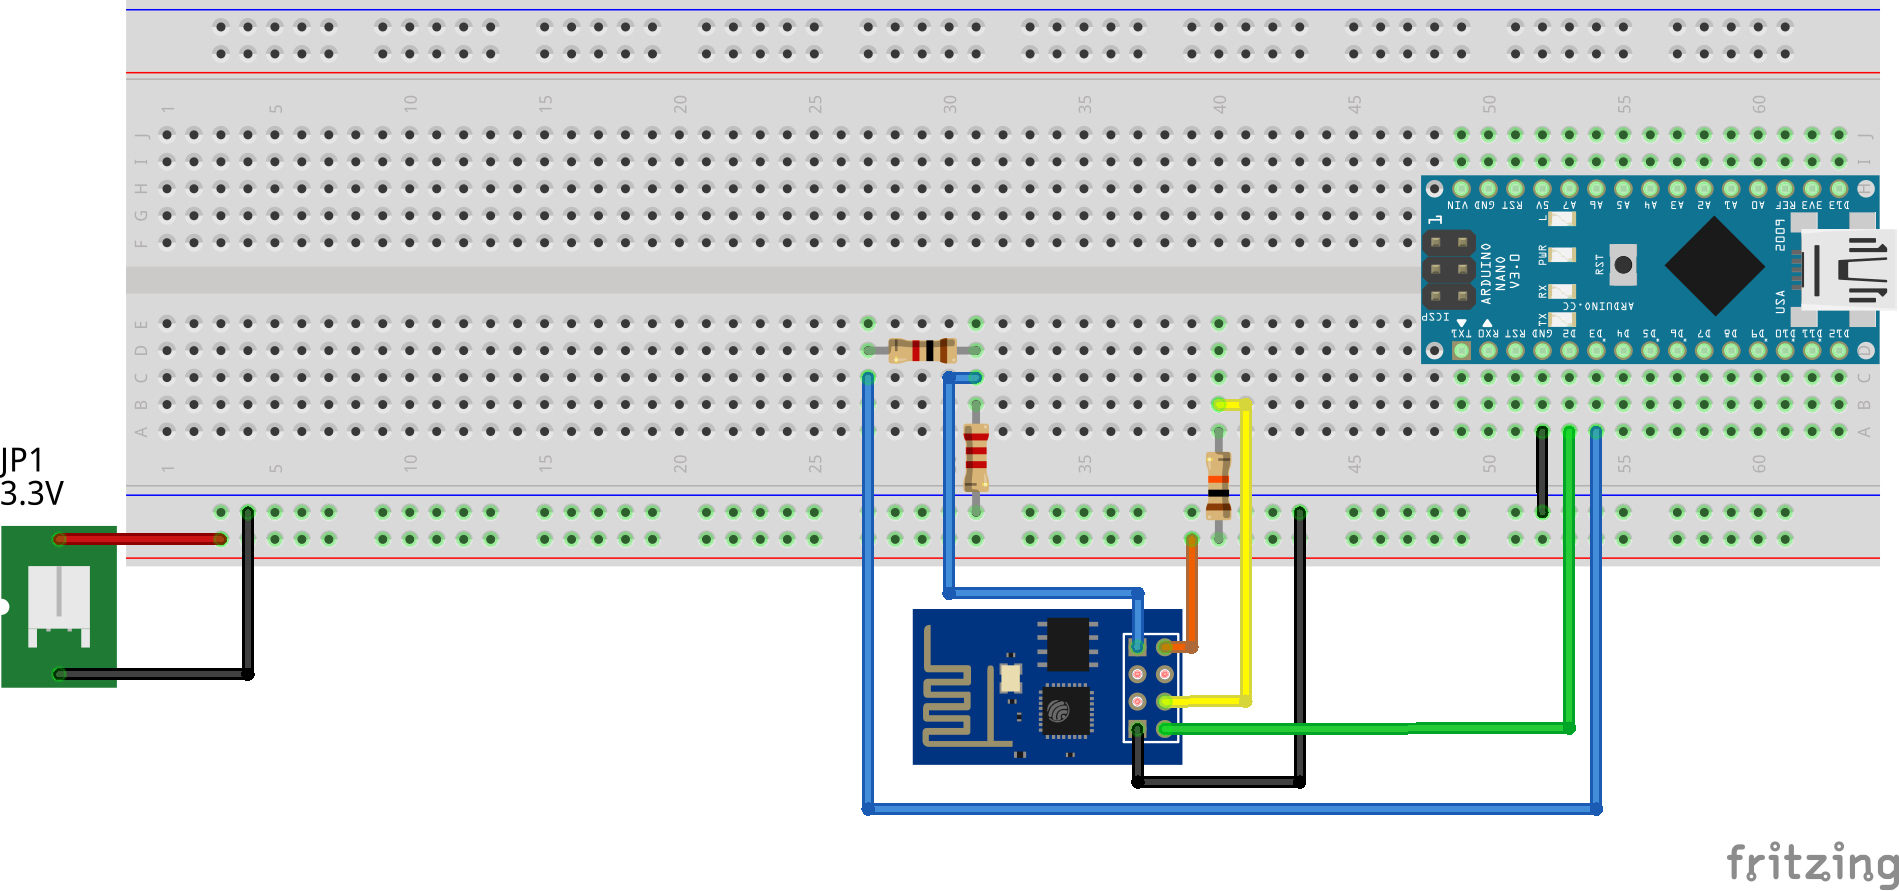 1 5 10 15 20 25 30 35 40 45 50 55 60
J J
I I
H H
G
F
VIN GND RST 5V A7 A6 A5 A4 A3 A2 A1 A0 REF 3V3 D13
1
L
PWR
RX
TX
RST
ARDUINO
NANO
V3.0
ARDUINO.CC
2009
USA
ICSP
TX1 RX0 RST GND D2 D3 D4 D5 D6 D7 D8 D9 D10 D11 D12
E
D D
C C
B B
A A
1 5 10 15 20 25 35 40 45 50 55 60
JP1
3.3V
fritzing